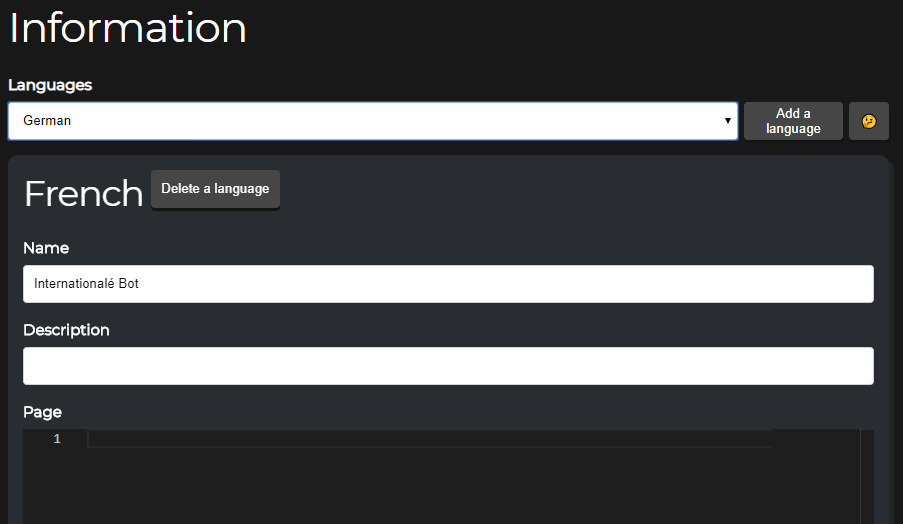 Information
Languages
German
Add a
language
French
Delete a language
Name
Internationalé Bot
Description
Page
1